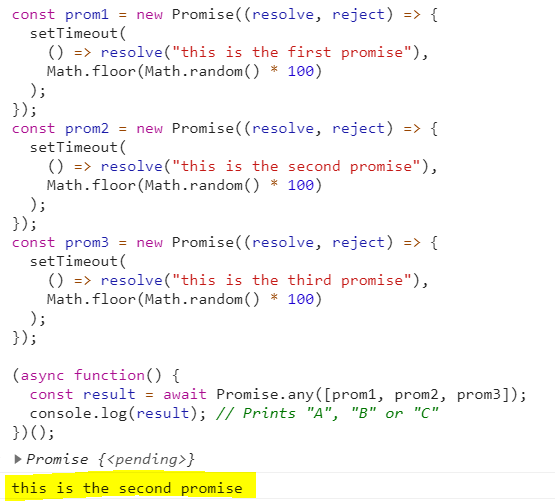 const prom1 = new Promise((resolve, reject) => {
  setTimeout(
    () => resolve("this is the first promise"),
    Math.floor(Math.random() * 100)
  );
});
const prom2 = new Promise((resolve, reject) => {
  setTimeout(
    () => resolve("this is the second promise"),
    Math.floor(Math.random() * 100)
  );
});
const prom3 = new Promise((resolve, reject) => {
  setTimeout(
    () => resolve("this is the third promise"),
    Math.floor(Math.random() * 100)
  );
});

(async function() {
  const result = await Promise.any([prom1, prom2, prom3]);
  console.log(result); // Prints "A", "B" or "C"
})();
▶ Promise {<pending>}
this is the second promise